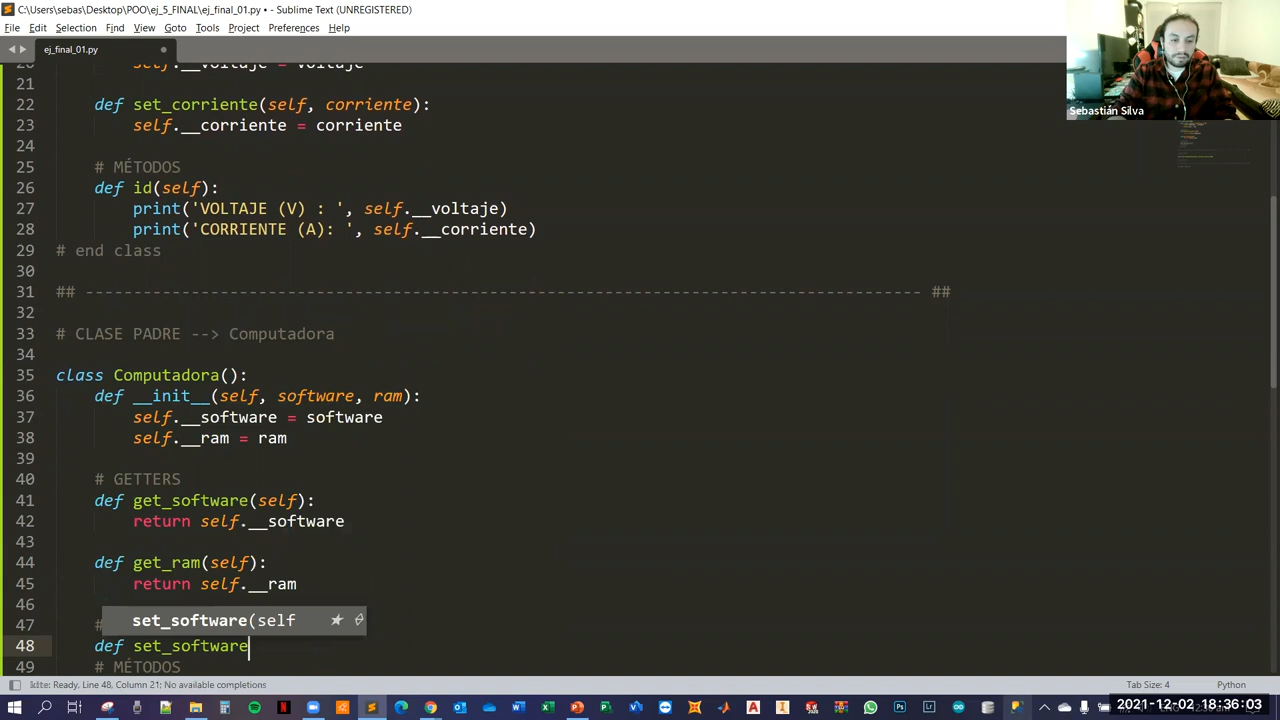 C:\Users\sebas\Desktop\POO\ej_5_FINAL\ej_final_01.py • - Sublime Text (UNREGISTERED)
File Edit Selection Find View Goto Tools Project Preferences Help
ej_final_01.py
Sebastián Silva
20 self.__voltaje = voltaje
21
22 def set_corriente(self, corriente):
23 self.__corriente = corriente
24
25 # MÉTODOS
26 def id(self):
27 print('VOLTAJE (V) : ', self.__voltaje)
28 print('CORRIENTE (A): ', self.__corriente)
29 # end class
30
31 ## --------------------------------------------------------------------------------------- ##
32
33 # CLASE PADRE --> Computadora
34
35 class Computadora():
36 def __init__(self, software, ram):
37 self.__software = software
38 self.__ram = ram
39
40 # GETTERS
41 def get_software(self):
42 return self.__software
43
44 def get_ram(self):
45 return self.__ram
46
47 #
set_software(self
48 def set_software
49 # MÉTODOS
Ready, Line 48, Column 21; No available completions
Tab Size: 4 Python
2021-12-02 18:36:03